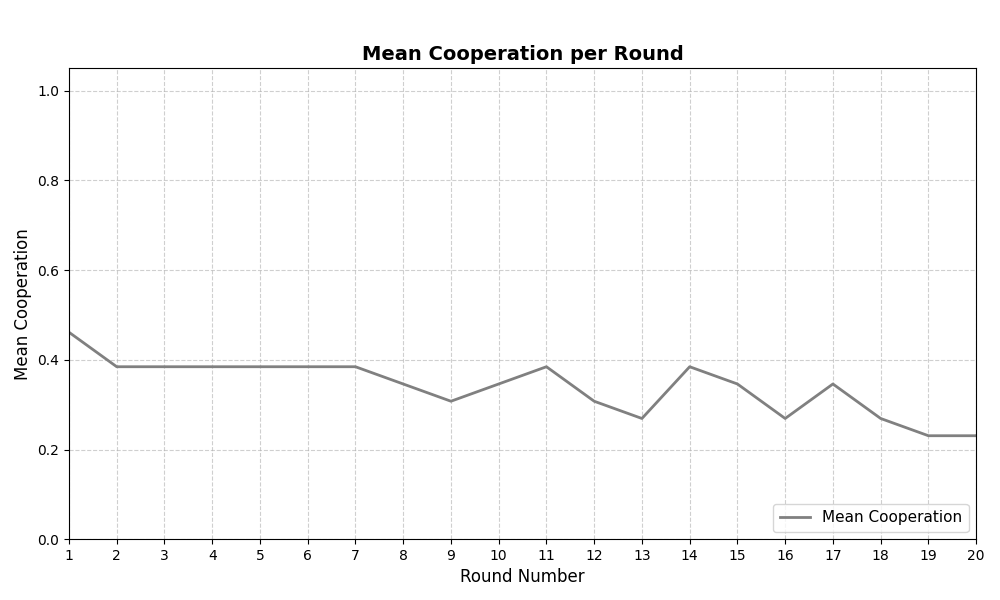 Mean Cooperation per Round
Mean Cooperation
1.0
0.8
0.6
0.4
0.2
0.0
Mean Cooperation
1 2 3 4 5 6 7 8 9 10 11 12 13 14 15 16 17 18 19 20
Round Number